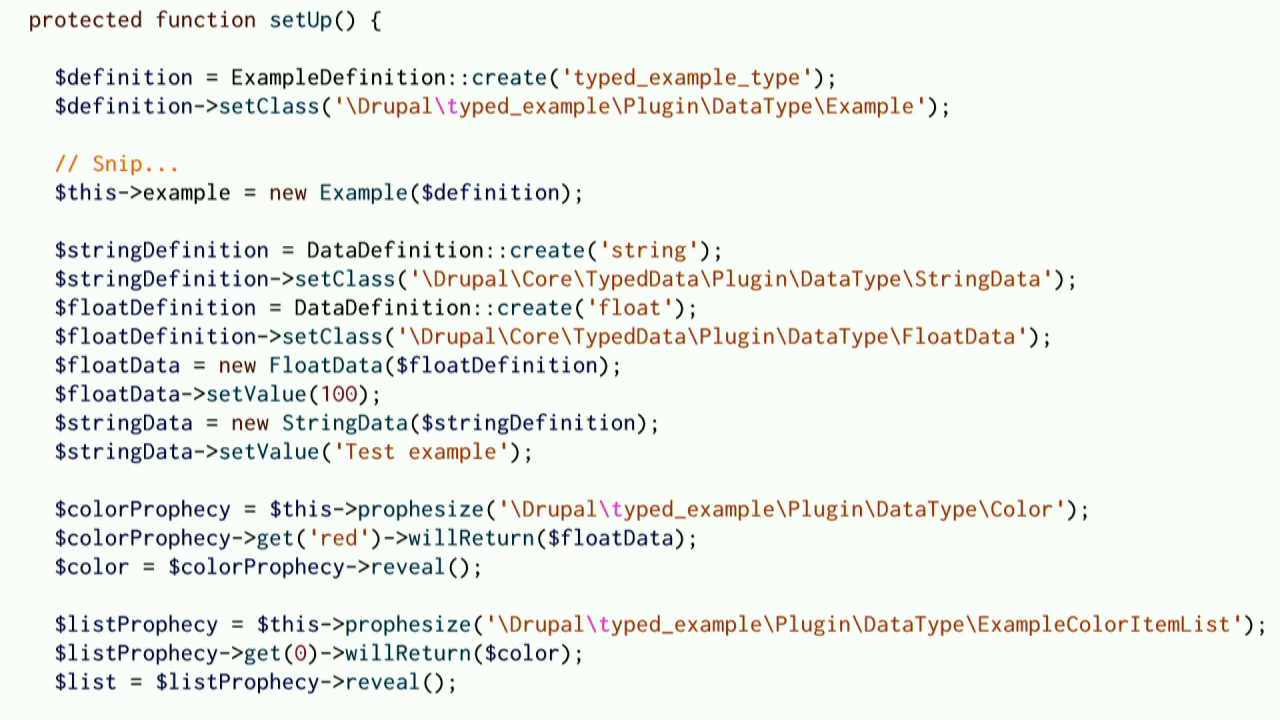 protected function setUp() {
$definition = ExampleDefinition::create('typed_example_type');
$definition->setClass('\Drupal\typed_example\Plugin\DataType\Example');
// Snip...
$this->example = new Example($definition);
$stringDefinition = DataDefinition::create('string');
$stringDefinition->setClass('\Drupal\Core\TypedData\Plugin\DataType\StringData');
$floatDefinition = DataDefinition::create('float');
$floatDefinition->setClass('\Drupal\Core\TypedData\Plugin\DataType\FloatData');
$floatData = new FloatData($floatDefinition);
$floatData->setValue(100);
$stringData = new StringData($stringDefinition);
$stringData->setValue('Test example');
$colorProphecy = $this->prophesize('\Drupal\typed_example\Plugin\DataType\Color');
$colorProphecy->get('red')->willReturn($floatData);
$color = $colorProphecy->reveal();
$listProphecy = $this->prophesize('\Drupal\typed_example\Plugin\DataType\ExampleColorItemList');
$listProphecy->get(0)->willReturn($color);
$list = $listProphecy->reveal();